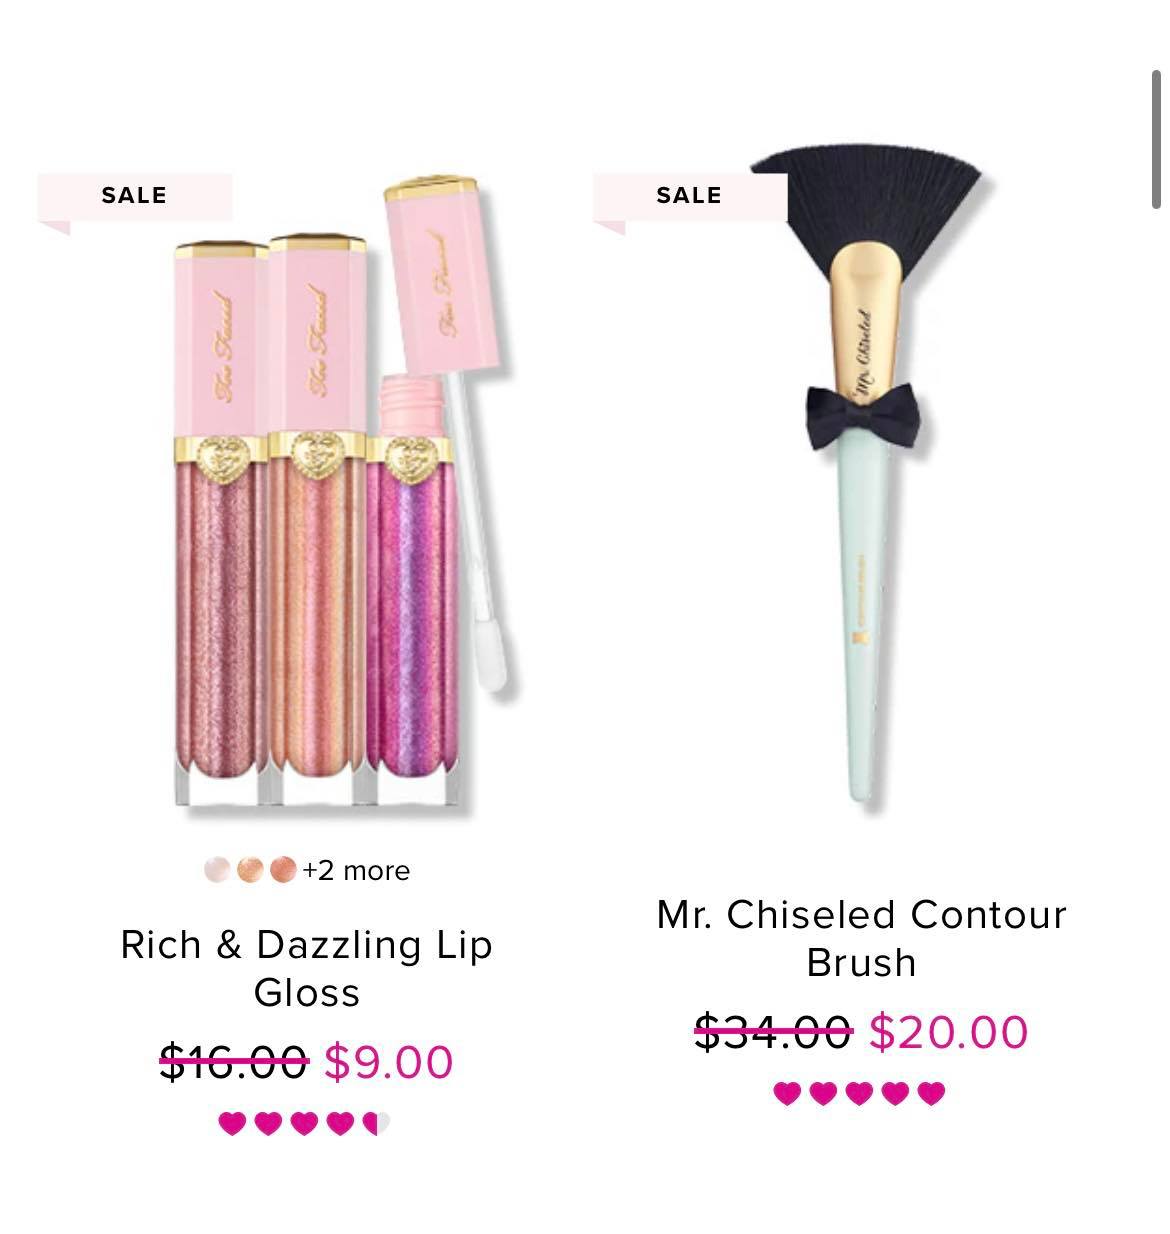 SALE
SALE
Too Faced
Too Faced
Too Faced
Mr. Chiseled
+2 more
Rich & Dazzling Lip
Gloss
$16.00 $9.00
Mr. Chiseled Contour
Brush
$34.00 $20.00